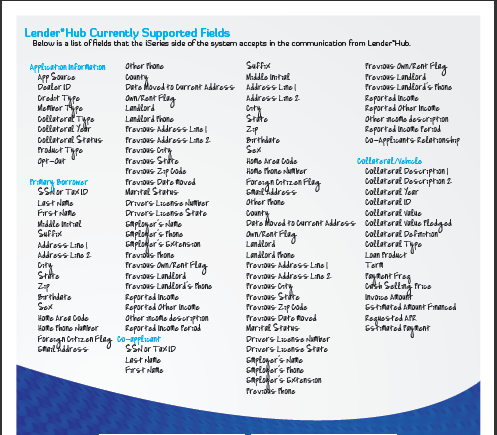 Lender*Hub Currently Supported Fields
Below is a list of fields that the iSeries side of the system accepts in the communication from Lender*Hub.
Application Information
App Source
Dealer ID
Credit Type
Member Type
Collateral Type
Collateral Year
Collateral Status
Product Type
Opt-Out
Primary Borrower
SSN or Tax ID
Last Name
First Name
Middle Initial
Suffix
Address Line 1
Address Line 2
City
State
Zip
Birthdate
Sex
Home Area Code
Home Phone Number
Foreign Citizen Flag
Email Address
Other Phone
County
Date Moved to Current Address
Own/Rent Flag
Landlord
Landlord Phone
Previous Address Line 1
Previous Address Line 2
Previous City
Previous State
Previous Zip Code
Previous Date Moved
Marital Status
Drivers License Number
Drivers License State
Employer's Name
Employer's Phone
Employer's Extension
Previous Phone
Previous Own/Rent Flag
Previous Landlord
Previous Landlord's Phone
Reported Income
Reported Other Income
Other income description
Reported Income Period
Co-applicant
SSN or Tax ID
Last Name
First Name
Suffix
Middle Initial
Address Line 1
Address Line 2
City
State
Zip
Birthdate
Sex
Home Area Code
Home Phone Number
Foreign Citizen Flag
Email Address
Other Phone
County
Date Moved to Current Address
Own/Rent Flag
Landlord
Landlord Phone
Previous Address Line 1
Previous Address Line 2
Previous City
Previous State
Previous Zip Code
Previous Date Moved
Marital Status
Drivers License Number
Drivers License State
Employer's Name
Employer's Phone
Employer's Extension
Previous Phone
Previous Own/Rent Flag
Previous Landlord
Previous Landlord's Phone
Reported Income
Reported Other Income
Other income description
Reported Income Period
Co-Applicants Relationship
Collateral/Vehicle
Collateral Description 1
Collateral Description 2
Collateral Year
Collateral ID
Collateral Value
Collateral Value Pledged
Collateral Definition
Collateral Type
Loan Product
Term
Payment Freq
Cash Selling Price
Invoice Amount
Estimated Amount Financed
Requested APR
Estimated Payment